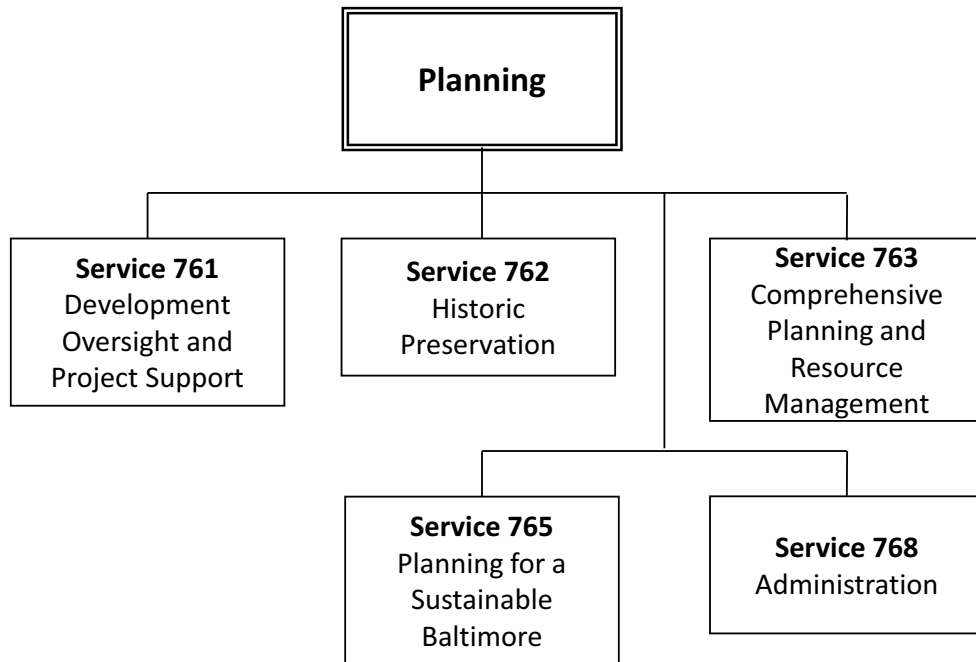 Planning
Service 761
Development
Oversight and
Project Support
Service 762
Historic
Preservation
Service 763
Comprehensive
Planning and
Resource
Management
Service 765
Planning for a
Sustainable
Baltimore
Service 768
Administration